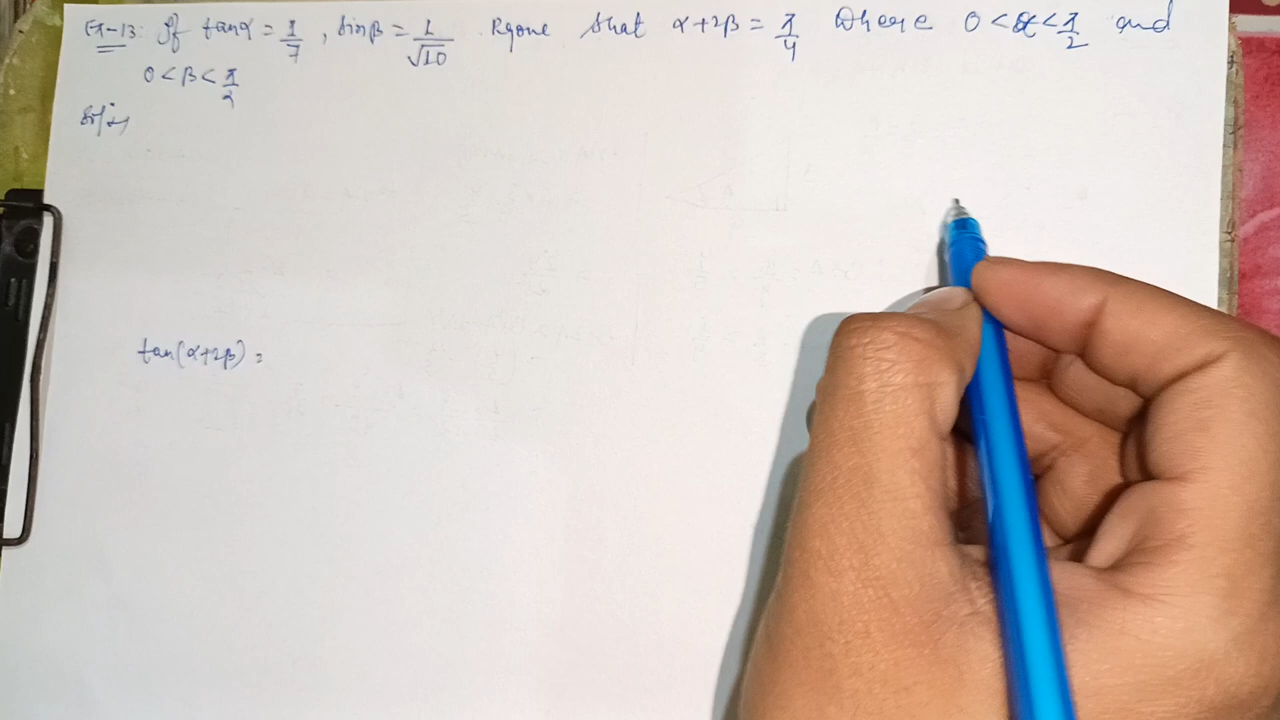 Ex-13: If tanα = 1/7 , sinβ = 1/√10 . Prove that α+2β = π/4 where 0 < α < π/2 and
0 < β < π/2
Sol:n
tan(α+2β) =